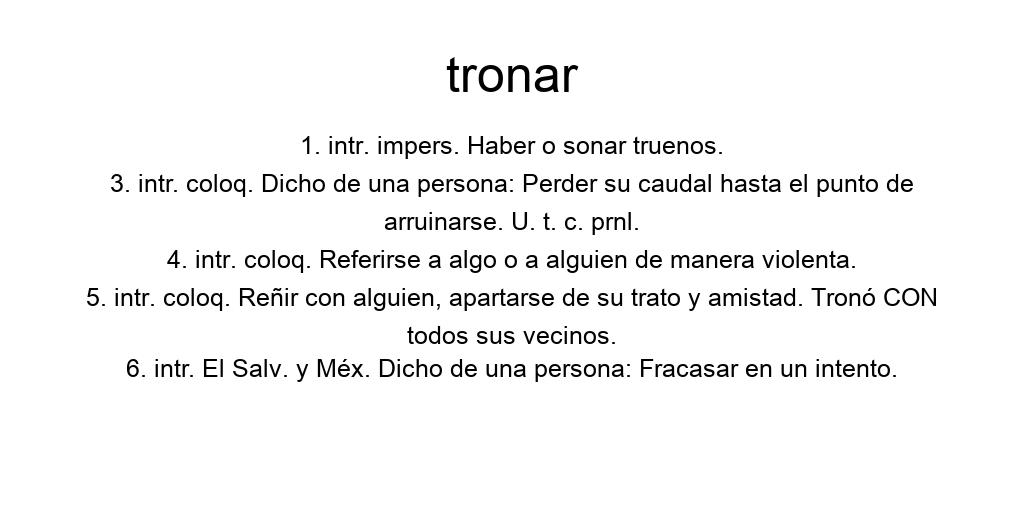 tronar
1. intr. impers. Haber o sonar truenos.
3. intr. coloq. Dicho de una persona: Perder su caudal hasta el punto de
arruinarse. U. t. c. prnl.
4. intr. coloq. Referirse a algo o a alguien de manera violenta.
5. intr. coloq. Reñir con alguien, apartarse de su trato y amistad. Tronó CON
todos sus vecinos.
6. intr. El Salv. y Méx. Dicho de una persona: Fracasar en un intento.